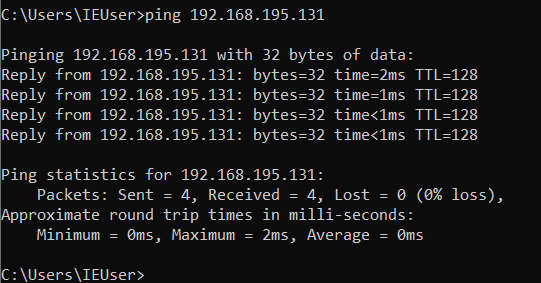 C:\Users\IEUser>ping 192.168.195.131
Pinging 192.168.195.131 with 32 bytes of data:
Reply from 192.168.195.131: bytes=32 time=2ms TTL=128
Reply from 192.168.195.131: bytes=32 time=1ms TTL=128
Reply from 192.168.195.131: bytes=32 time<1ms TTL=128
Reply from 192.168.195.131: bytes=32 time<1ms TTL=128
Ping statistics for 192.168.195.131:
    Packets: Sent = 4, Received = 4, Lost = 0 (0% loss),
Approximate round trip times in milli-seconds:
    Minimum = 0ms, Maximum = 2ms, Average = 0ms
C:\Users\IEUser>